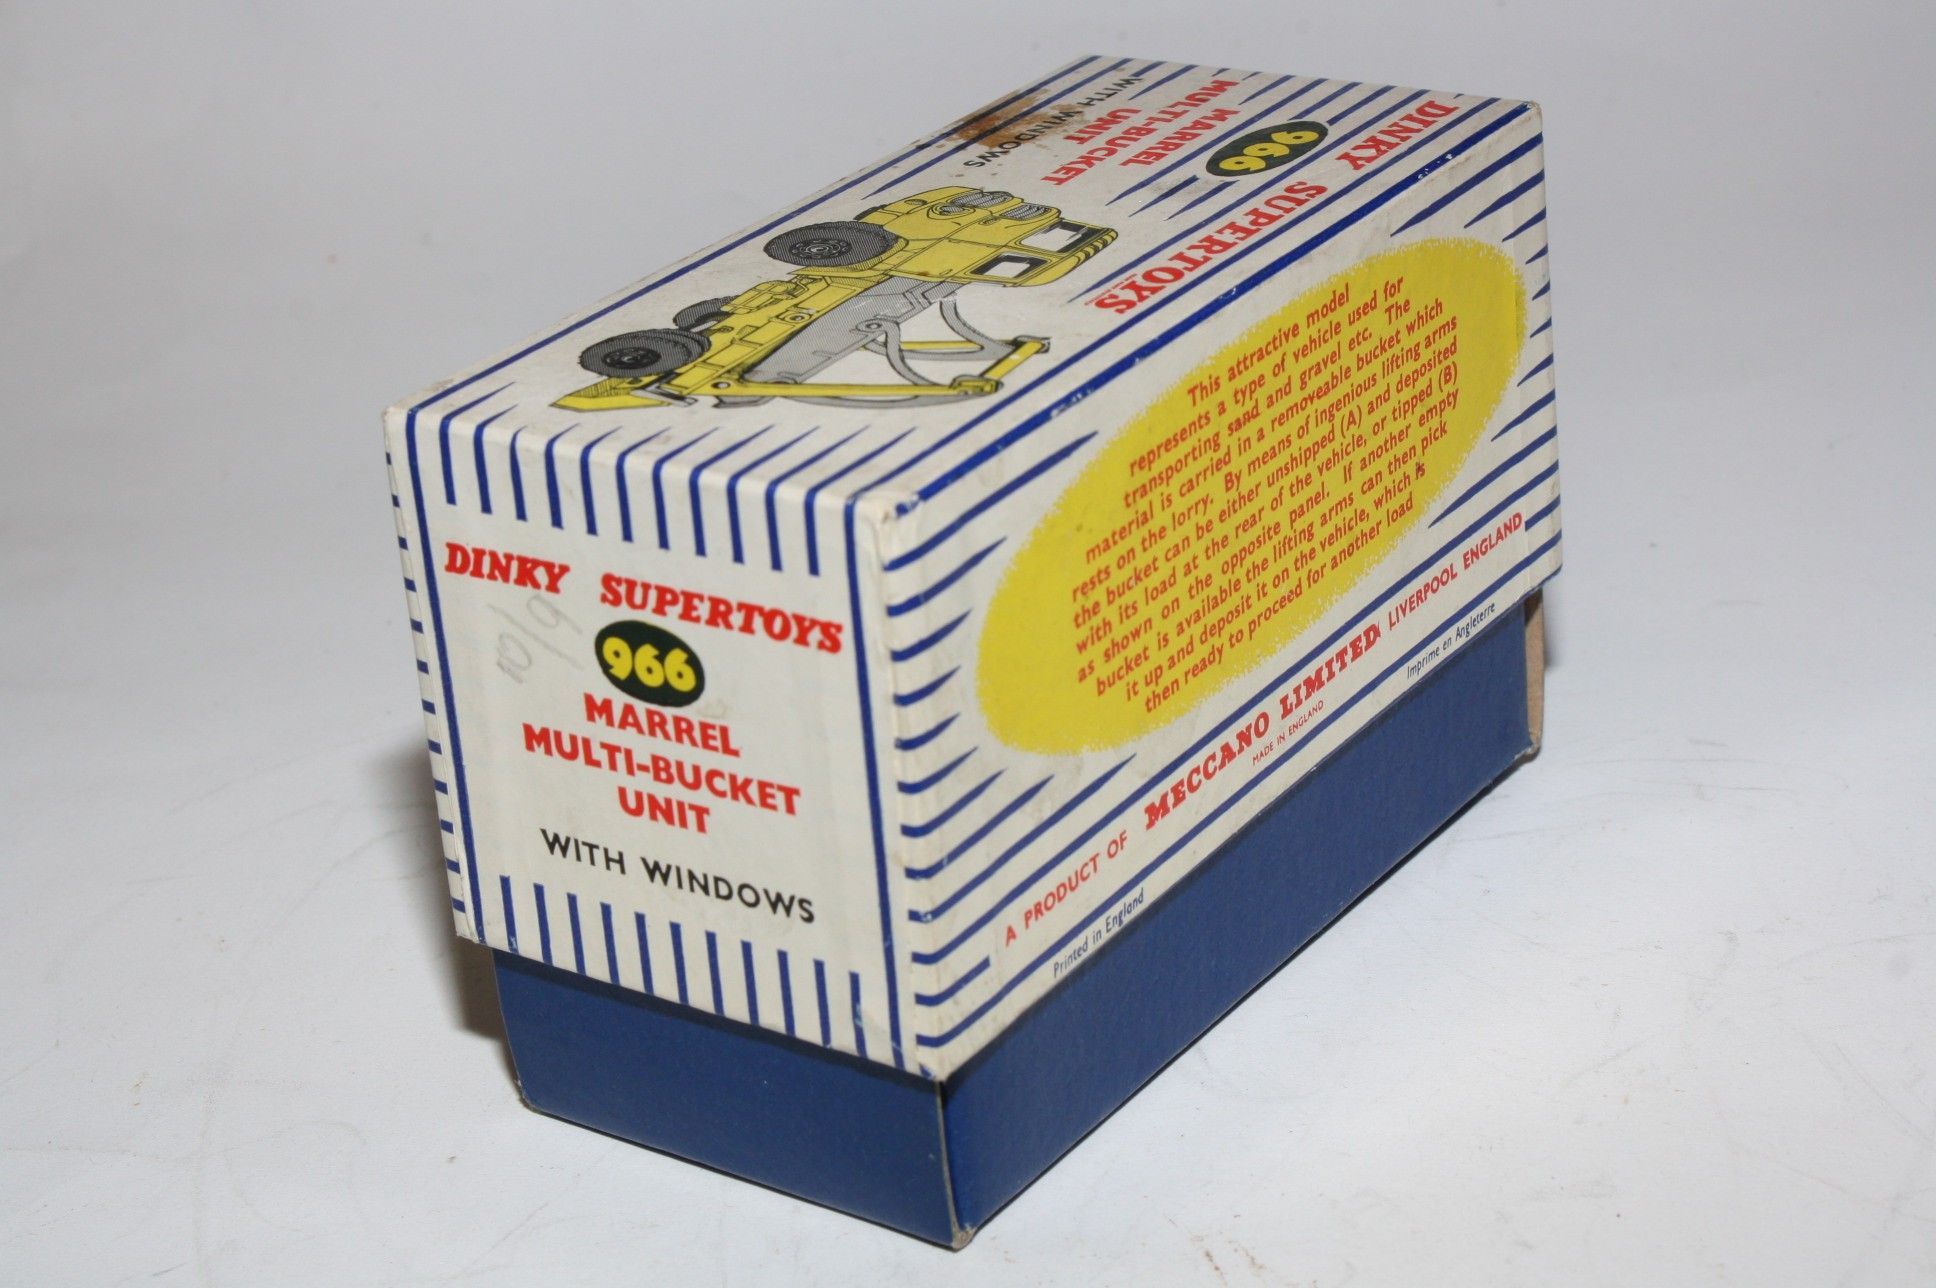 DINKY SUPERTOYS
966
MARREL
MULTI-BUCKET
UNIT
WITH WINDOWS
DINKY SUPERTOYS
10/9
966
MARREL
MULTI-BUCKET
UNIT
WITH WINDOWS
This attractive model
represents a type of vehicle used for
transporting sand and gravel etc. The
material is carried in a removeable bucket which
rests on the lorry. By means of ingenious lifting arms
the bucket can be either unshipped (A) and deposited
with its load at the rear of the vehicle, or tipped (B)
as shown on the opposite panel. If another empty
bucket is available the lifting arms can then pick
it up and deposit it on the vehicle, which is
then ready to proceed for another load
A PRODUCT OF MECCANO LIMITED, LIVERPOOL ENGLAND
MADE IN ENGLAND
Printed in England
Imprime en Angleterre